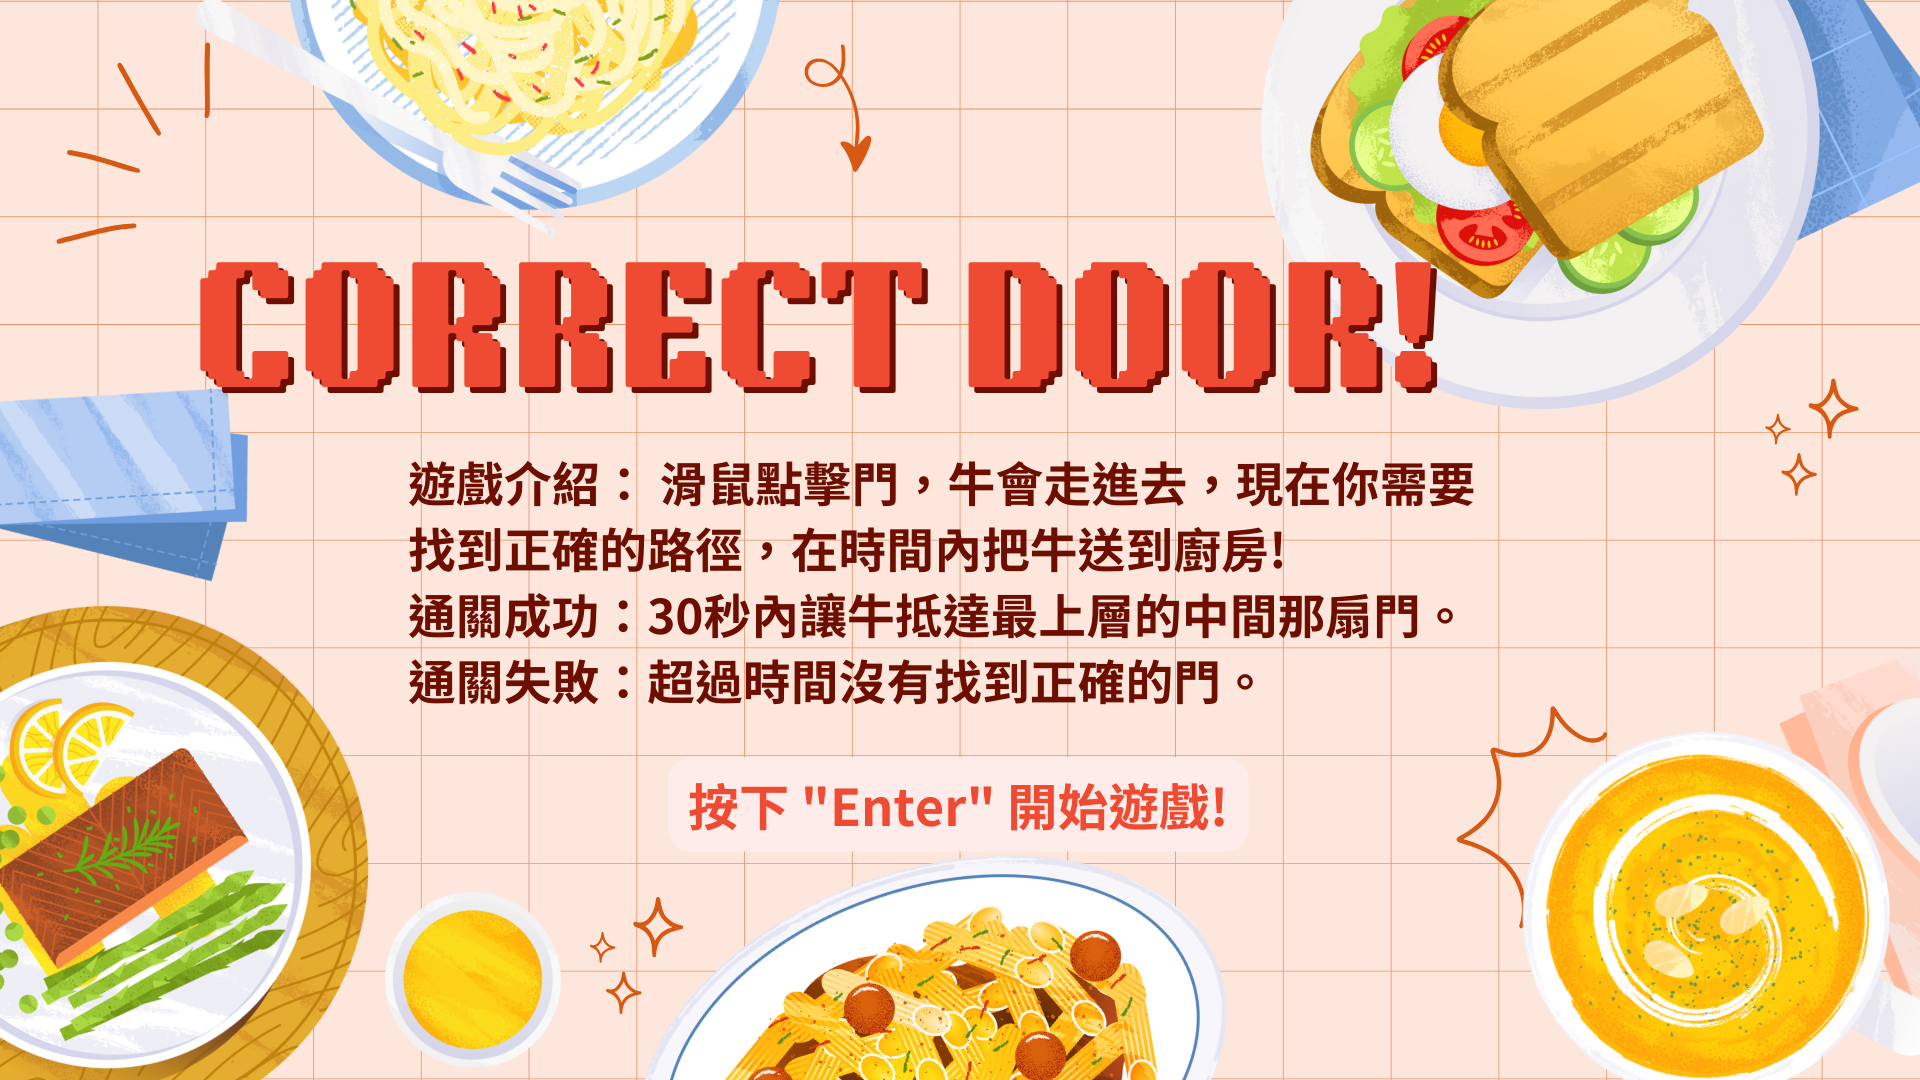 CORRECT DOOR!
遊戲介紹： 滑鼠點擊門，牛會走進去，現在你需要
找到正確的路徑，在時間內把牛送到廚房!
通關成功：30秒內讓牛抵達最上層的中間那扇門。
通關失敗：超過時間沒有找到正確的門。
按下 "Enter" 開始遊戲!